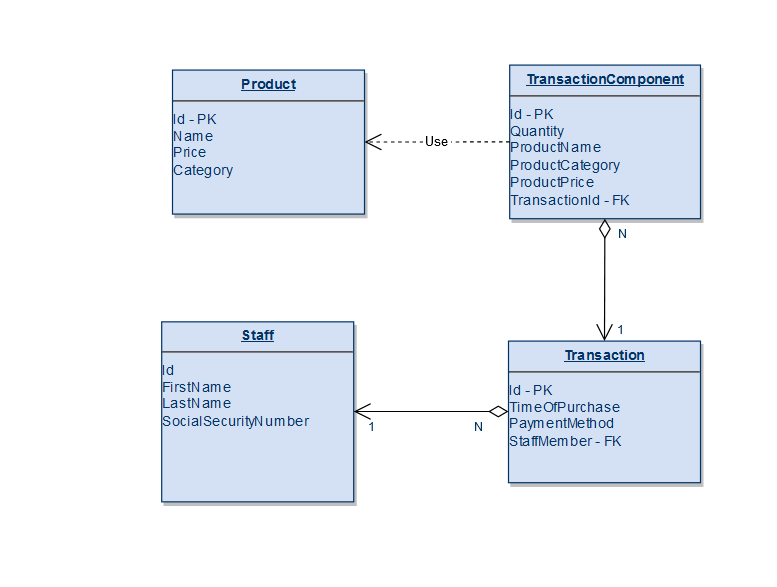 Product
Id - PK
Name
Price
Category
Use
TransactionComponent
Id - PK
Quantity
ProductName
ProductCategory
ProductPrice
TransactionId - FK
N
1
Staff
Id
FirstName
LastName
SocialSecurityNumber
1
N
Transaction
Id - PK
TimeOfPurchase
PaymentMethod
StaffMember - FK